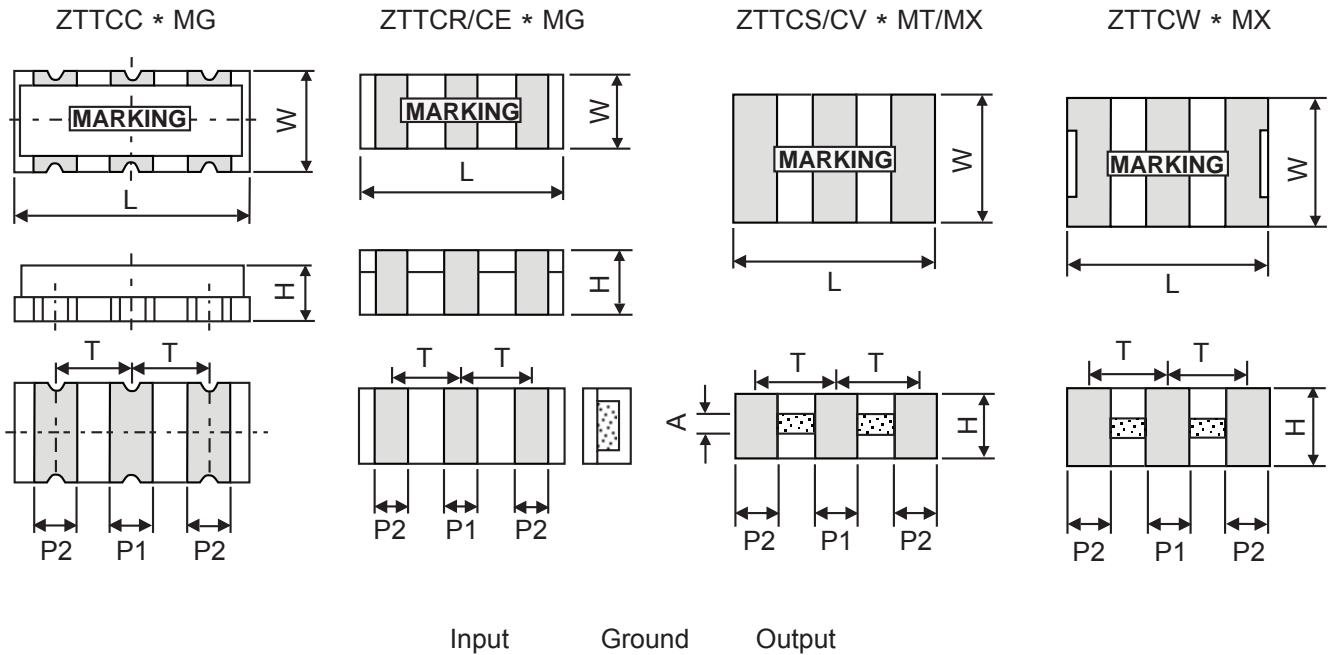 ZTTCC * MG
ZTTCR/CE * MG
ZTTCS/CV * MT/MX
ZTTCW * MX
MARKING
W
L
H
T T
P2 P1 P2
MARKING
W
L
H
T T
P2 P1 P2
MARKING
W
L
T T
A
H
P2 P1 P2
MARKING
W
L
T T
H
P2 P1 P2
Input Ground Output